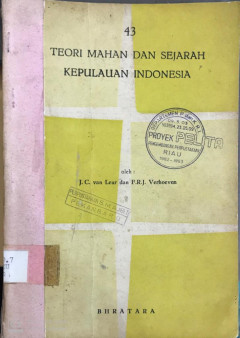 43
TEORI MAHAN DAN SEJARAH
KEPULAUAN INDONESIA
oleh :
J. C. van Leur dan F.R.J. Verhoeven
PROYEK PELITA
RIAU
BHRATARA